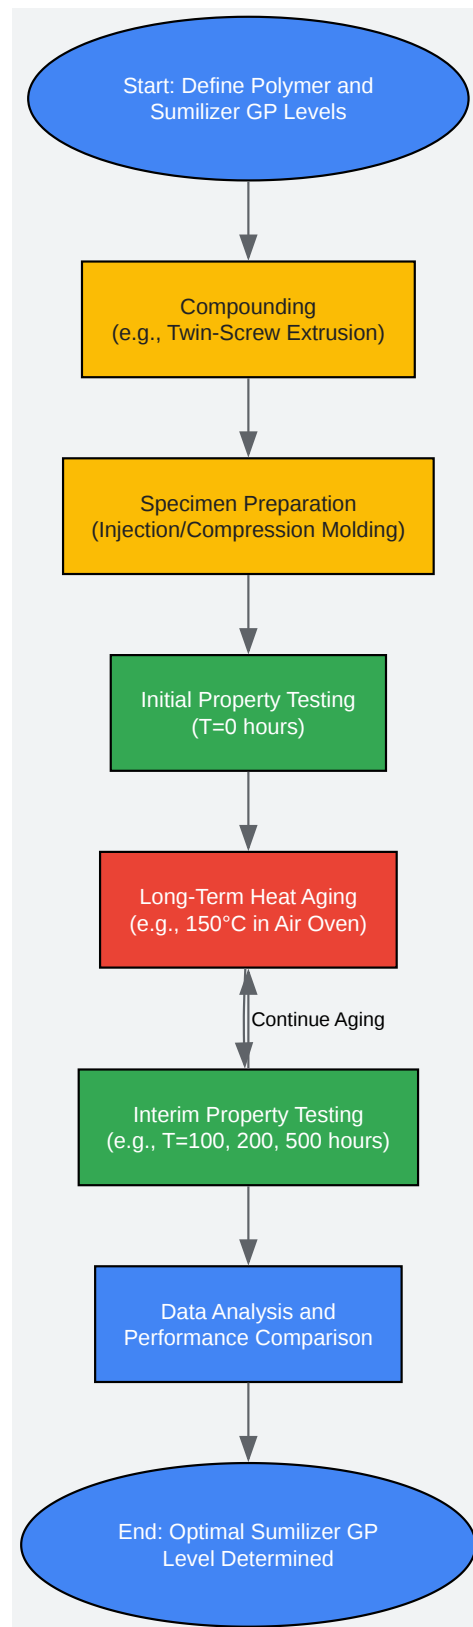 Start: Define Polymer and
Sumilizer GP Levels
Compounding
(e.g., Twin-Screw Extrusion)
Specimen Preparation
(Injection/Compression Molding)
Initial Property Testing
(T=0 hours)
Long-Term Heat Aging
(e.g., 150°C in Air Oven)
Continue Aging
Interim Property Testing
(e.g., T=100, 200, 500 hours)
Data Analysis and
Performance Comparison
End: Optimal Sumilizer GP
Level Determined